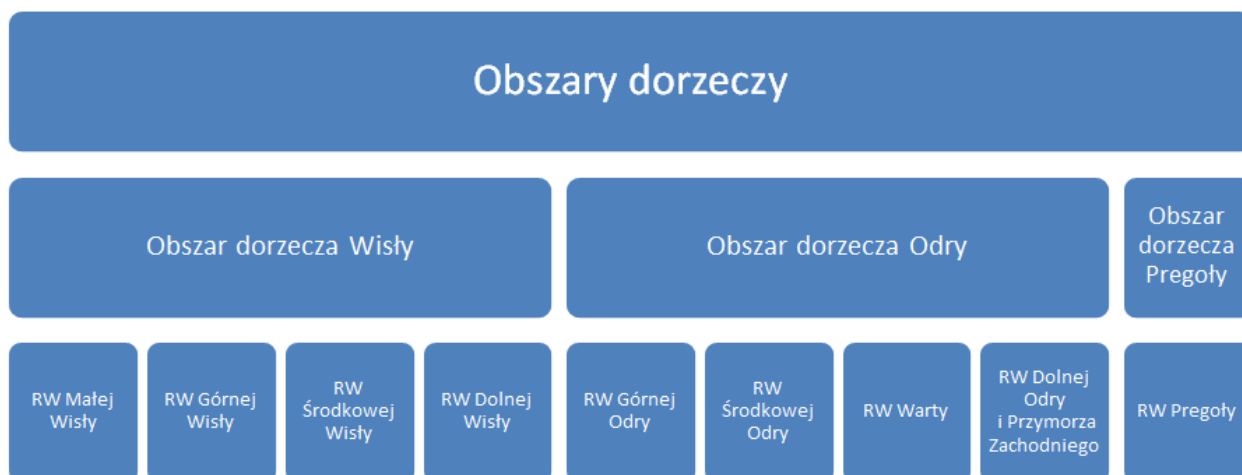 Obszary dorzeczy
Obszar dorzecza Wisły
Obszar dorzecza Odry
Obszar
dorzecza
Pregoły
RW Małej
Wisły
RW Górnej
Wisły
RW
Środkowej
Wisły
RW Dolnej
Wisły
RW Górnej
Odry
RW
Środkowej
Odry
RW Warty
RW Dolnej
Odry
i Przymorza
Zachodniego
RW Pregoły